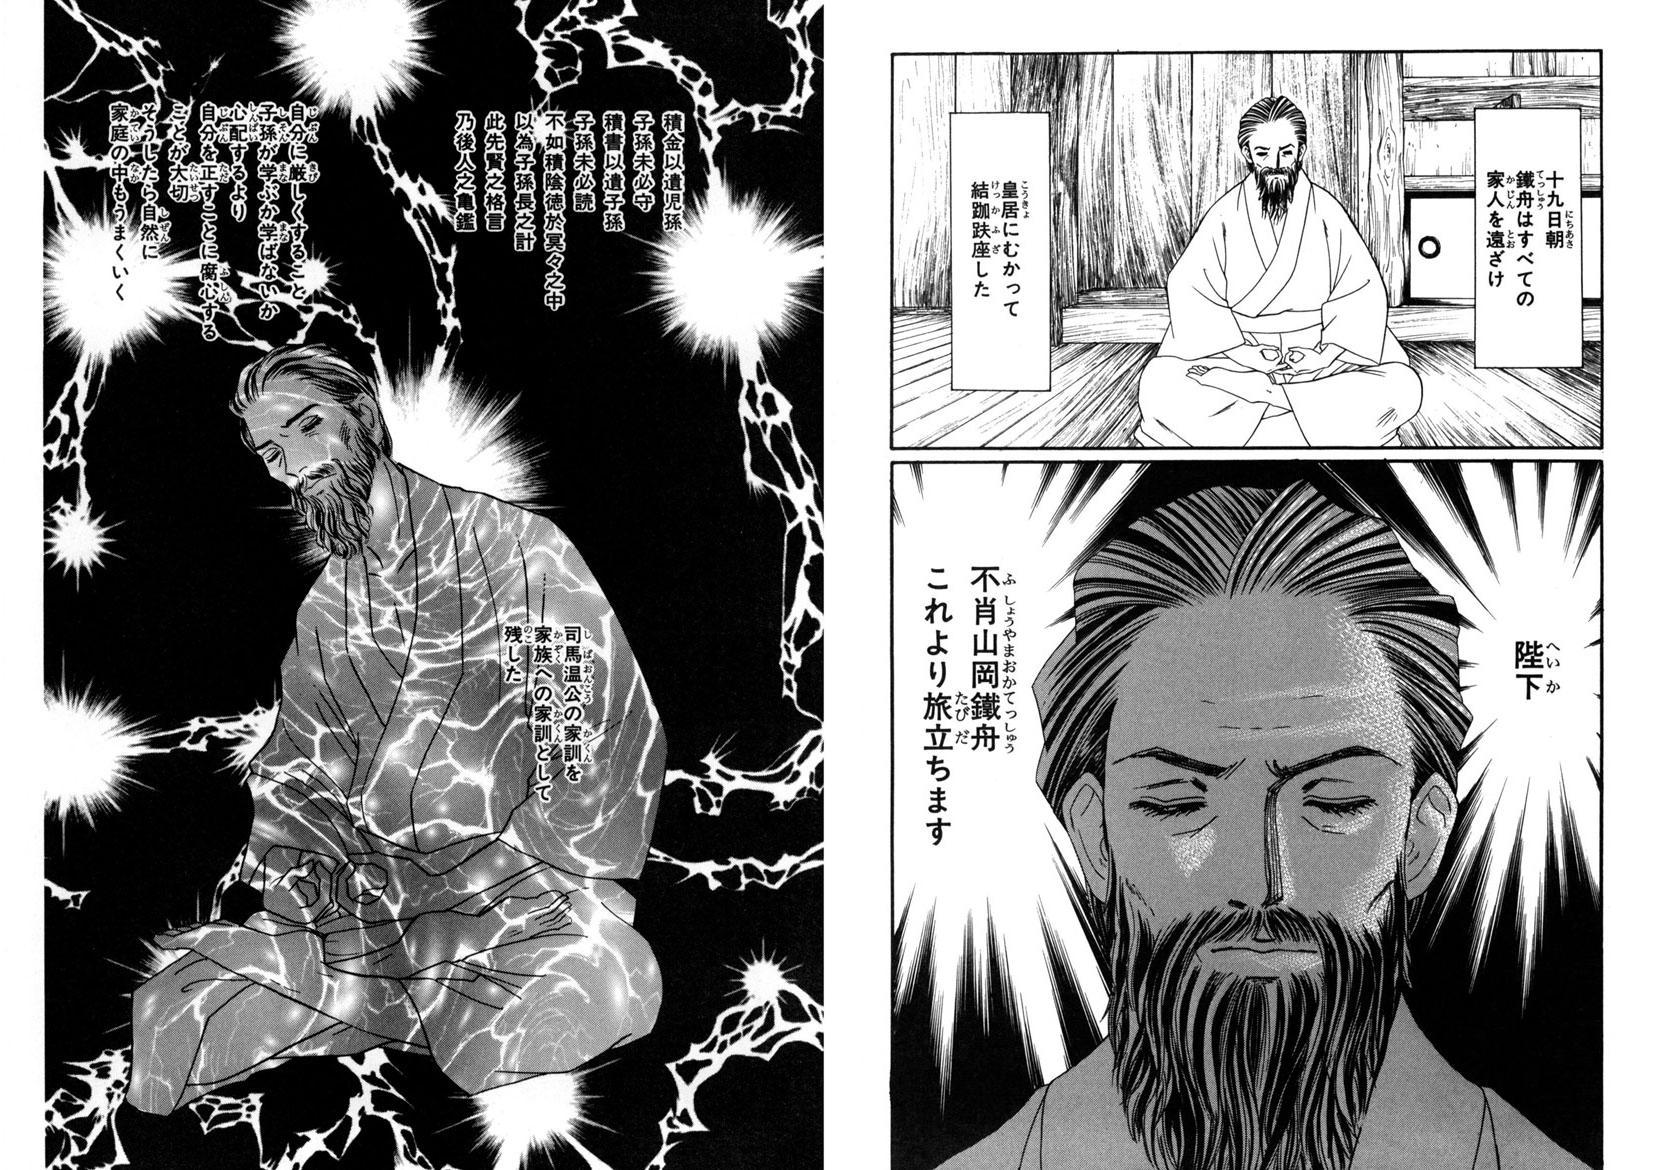 十九日朝
鐵舟はすべての
家人を遠ざけ
皇居にむかって
結跏趺座した
陛下
不肖山岡鐵舟
これより旅立ちます
積金以遺児孫
子孫未必守
積書以遺子孫
子孫未必読
不如積陰徳於冥々之中
以為子孫長之計
此先賢之格言
乃後人之亀鑑
自分に厳しくすること
子孫が学ぶか学ばないか
心配するより
自分を正すことに腐心する
ことが大切
そうしたら自然に
家庭の中もうまくいく
司馬温公の家訓を
家族への家訓として
残した